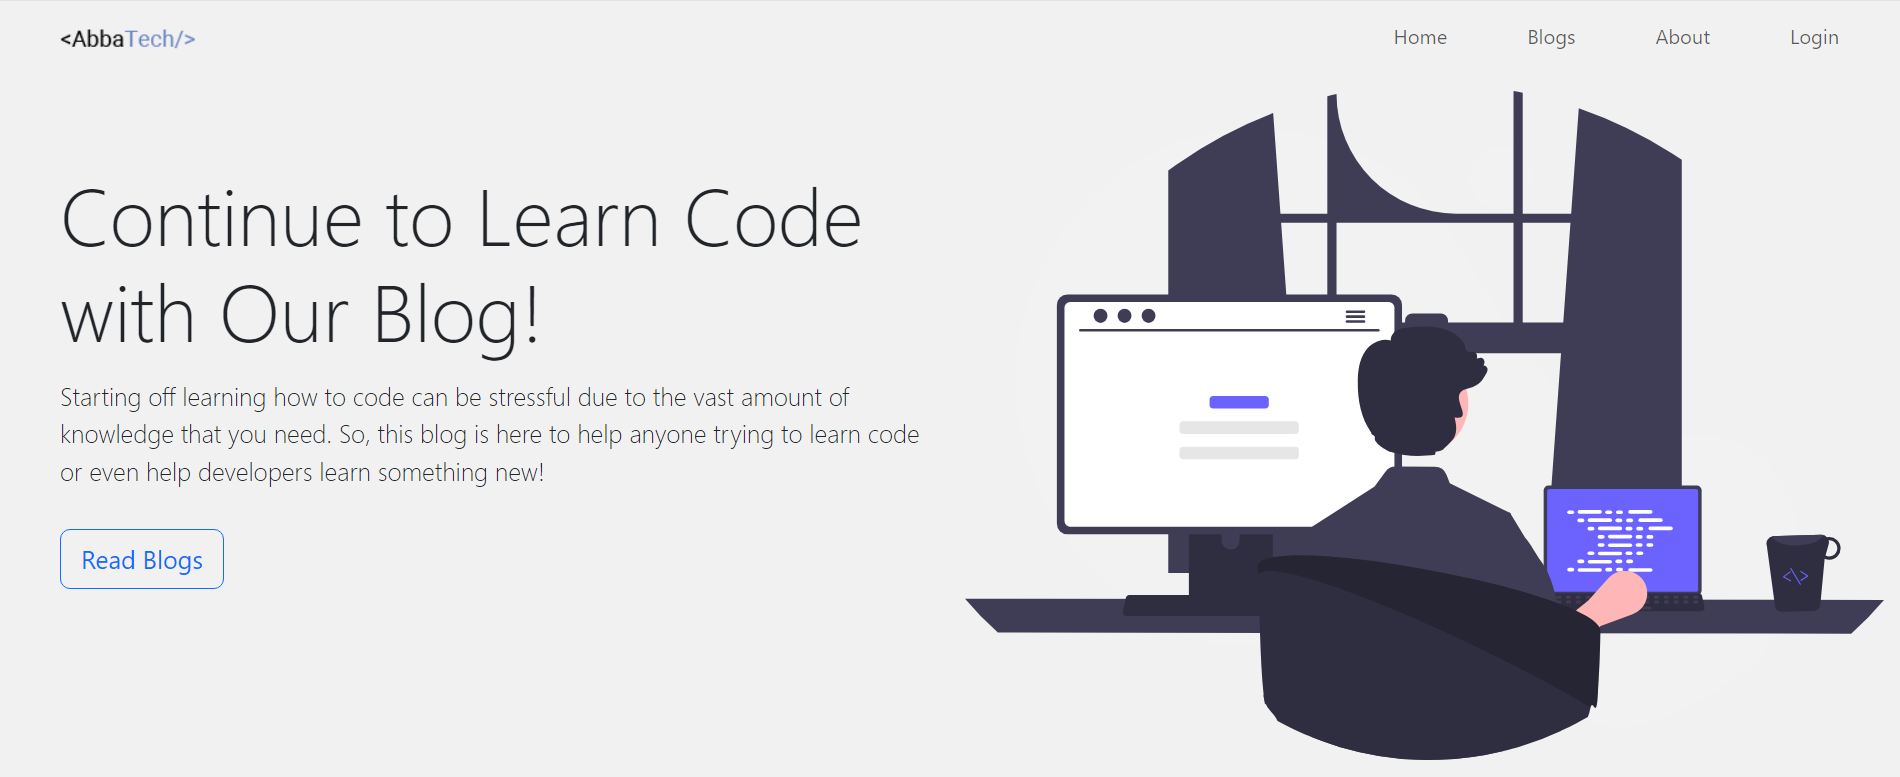 <AbbaTech/>
Home Blogs About Login
Continue to Learn Code
with Our Blog!
Starting off learning how to code can be stressful due to the vast amount of
knowledge that you need. So, this blog is here to help anyone trying to learn code
or even help developers learn something new!
Read Blogs
<\>